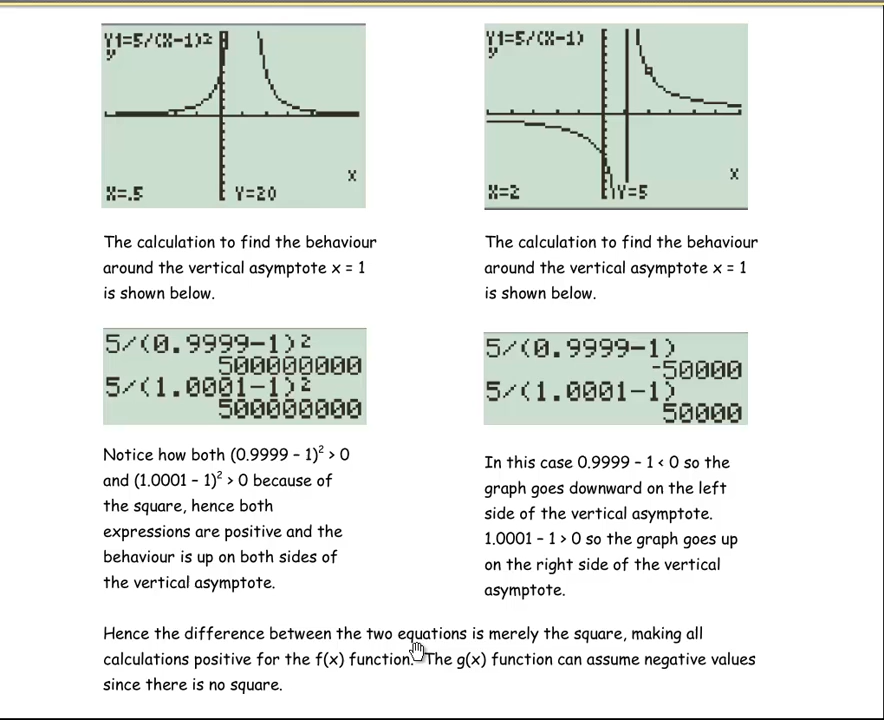 Y1=5/(X-1)²
y
x
X=.5 Y=20
The calculation to find the behaviour
around the vertical asymptote x = 1
is shown below.
5/(0.9999-1)²
500000000
5/(1.0001-1)²
500000000
Notice how both (0.9999 – 1)² > 0
and (1.0001 – 1)² > 0 because of
the square, hence both
expressions are positive and the
behaviour is up on both sides of
the vertical asymptote.
Y1=5/(X-1)
y
x
X=2 Y=5
The calculation to find the behaviour
around the vertical asymptote x = 1
is shown below.
5/(0.9999-1)
-50000
5/(1.0001-1)
50000
In this case 0.9999 – 1 < 0 so the
graph goes downward on the left
side of the vertical asymptote.
1.0001 – 1 > 0 so the graph goes up
on the right side of the vertical
asymptote.
Hence the difference between the two equations is merely the square, making all
calculations positive for the f(x) function. The g(x) function can assume negative values
since there is no square.